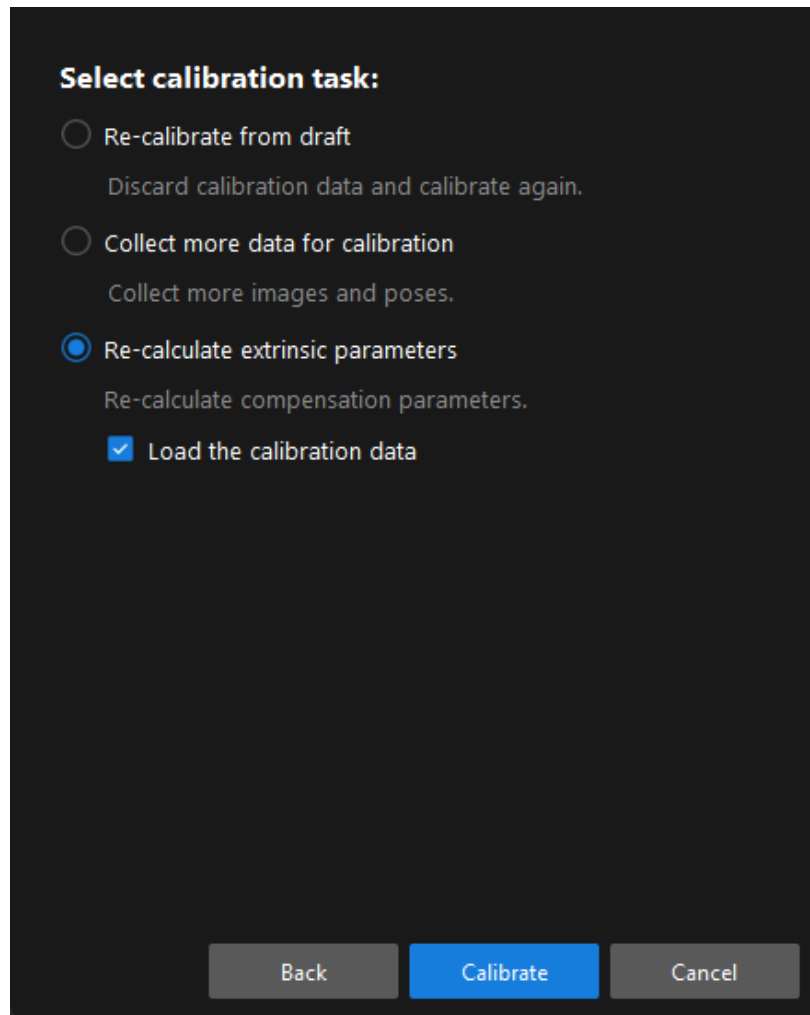 Select calibration task:
Re-calibrate from draft
Discard calibration data and calibrate again.
Collect more data for calibration
Collect more images and poses.
Re-calculate extrinsic parameters
Re-calculate compensation parameters.
Load the calibration data
Back
Calibrate
Cancel